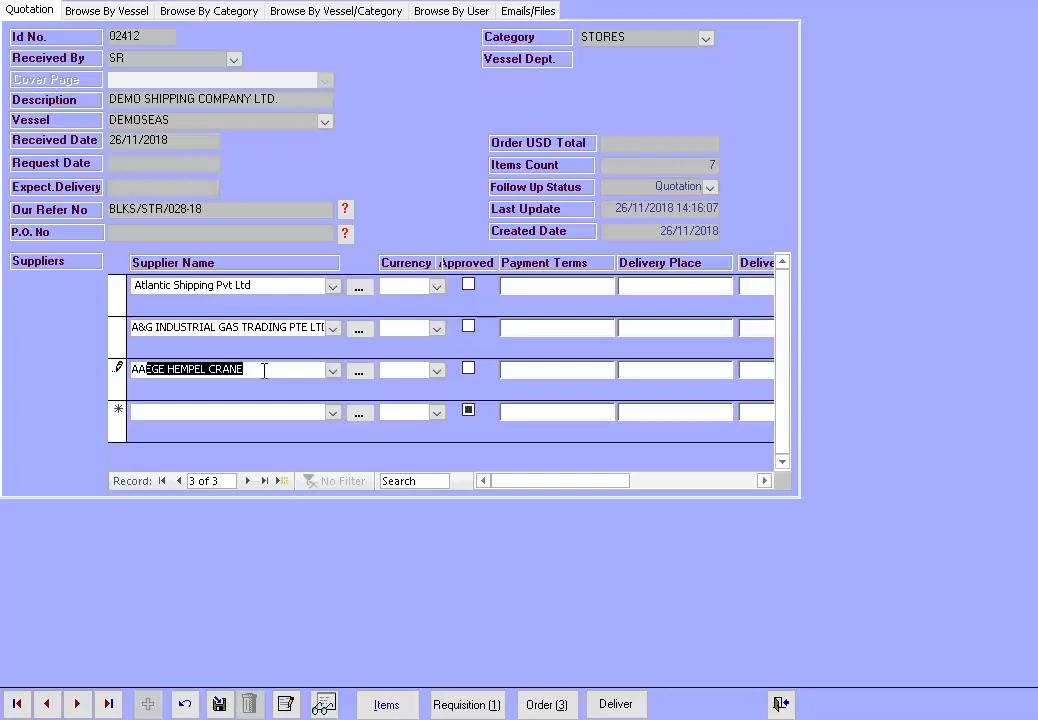 Quotation Browse By Vessel Browse By Category Browse By Vessel/Category Browse By User Emails/Files
Id No. 02412 Category STORES
Received By SR Vessel Dept.
Cover Page
Description DEMO SHIPPING COMPANY LTD.
Vessel DEMOSEAS
Received Date 26/11/2018 Order USD Total
Request Date Items Count 7
Expect.Delivery Follow Up Status Quotation
Our Refer No BLKS/STR/028-18 ? Last Update 26/11/2018 14:16:07
P.O. No ? Created Date 26/11/2018
Suppliers Supplier Name Currency Approved Payment Terms Delivery Place Delive
Atlantic Shipping Pvt Ltd ...
A&G INDUSTRIAL GAS TRADING PTE LTD ...
AAEGE HEMPEL CRANE ...
* ...
Record: 3 of 3 No Filter Search
Items Requisition (1) Order (3) Deliver